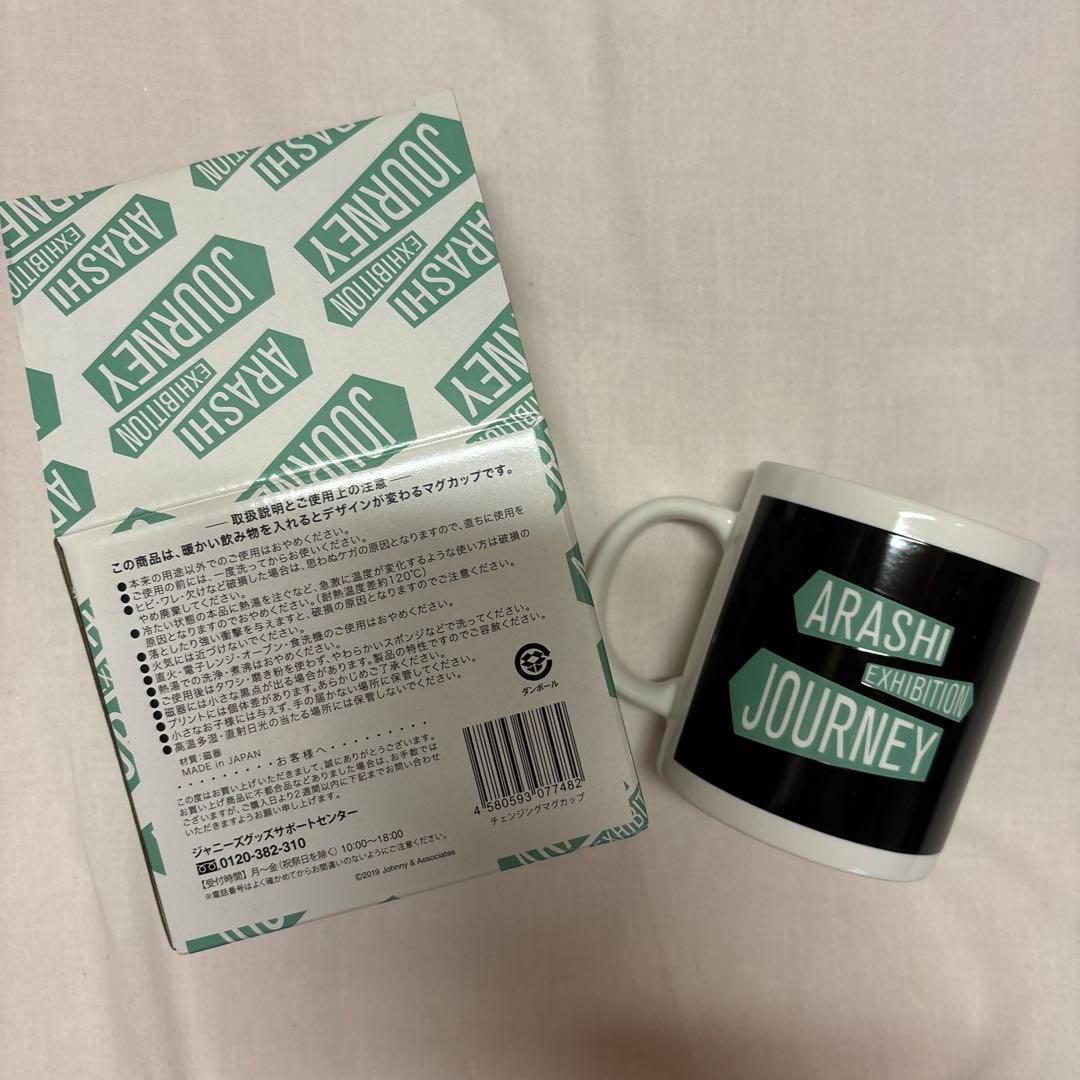 JOURNEY
EXHIBITION
ARASHI
JOURNEY
EXHIBITION
ARASHI
ARASHI
EXHIBITION
JOURNEY
ARASHI
EXHIBITION
JOURNEY
JOURNEY
取扱説明とご使用上の注意
この商品は、暖かい飲み物を入れるとデザインが変わるマグカップです。
●本来の用途以外でのご使用はおやめください。
●ご使用の前には、一度洗ってからお使いください。
●ヒビ・ワレ・欠けなど破損した場合は、思わぬケガの原因となりますので、直ちに使用を
やめ廃棄してください。
●冷たい状態の本品に熱湯を注ぐなど、急激に温度が変化するような使い方は破損の
原因となりますのでおやめください。(耐熱温度差約120℃)
●落としたり強い衝撃を与えますと、破損の原因となりますのでご注意ください。
●火気には近づけないでください。
●直火・電子レンジ・オーブン・食洗機のご使用はおやめください。
●熱湯での洗浄・煮沸はおやめください。
●ご使用後はタワシ・磨き粉を使わず、やわらかいスポンジなどで洗ってください。
●磁器には小さな黒点が出る場合があります。製品の特性ですのでご容赦ください。
●プリントには個体差があります。あらかじめご了承ください。
●小さなお子様には与えず、手の届かない場所に保管してください。
●高温多湿・直射日光の当たる場所には保管しないでください。
材質:磁器
MADE in JAPAN
・・・・・・・・お客様へ・・・・・・・・
この度はお買い上げいただきまして、誠にありがとうございます。
お買い上げ商品に不都合品などありました場合は、お手数では
ございますが、ご購入日より2週間以内に下記までお問い合わせ
いただきますようお願い申し上げます。
ジャニーズグッズサポートセンター
0120-382-310
【受付時間】月〜金(祝祭日を除く)10:00〜18:00
※電話番号はよく確かめてからお間違いのないようにご注意ください。
©2019 Johnny & Associates
ダンボール
4 580593 077482
チェンジングマグカップ
ARASHI
EXHIBITION
JOURNEY